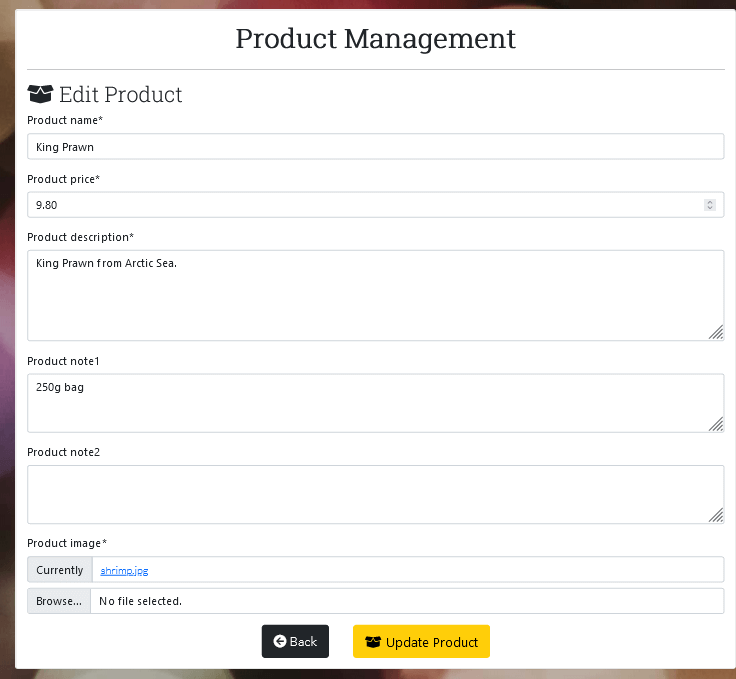 Product Management
Edit Product
Product name*
King Prawn
Product price*
9.80
Product description*
King Prawn from Arctic Sea.
Product note1
250g bag
Product note2
Product image*
Currently shrimp.jpg
Browse... No file selected.
Back Update Product